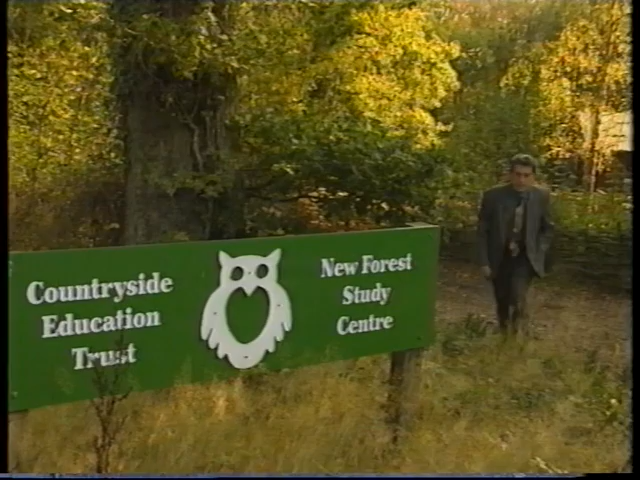 Countryside
Education
Trust
New Forest
Study
Centre